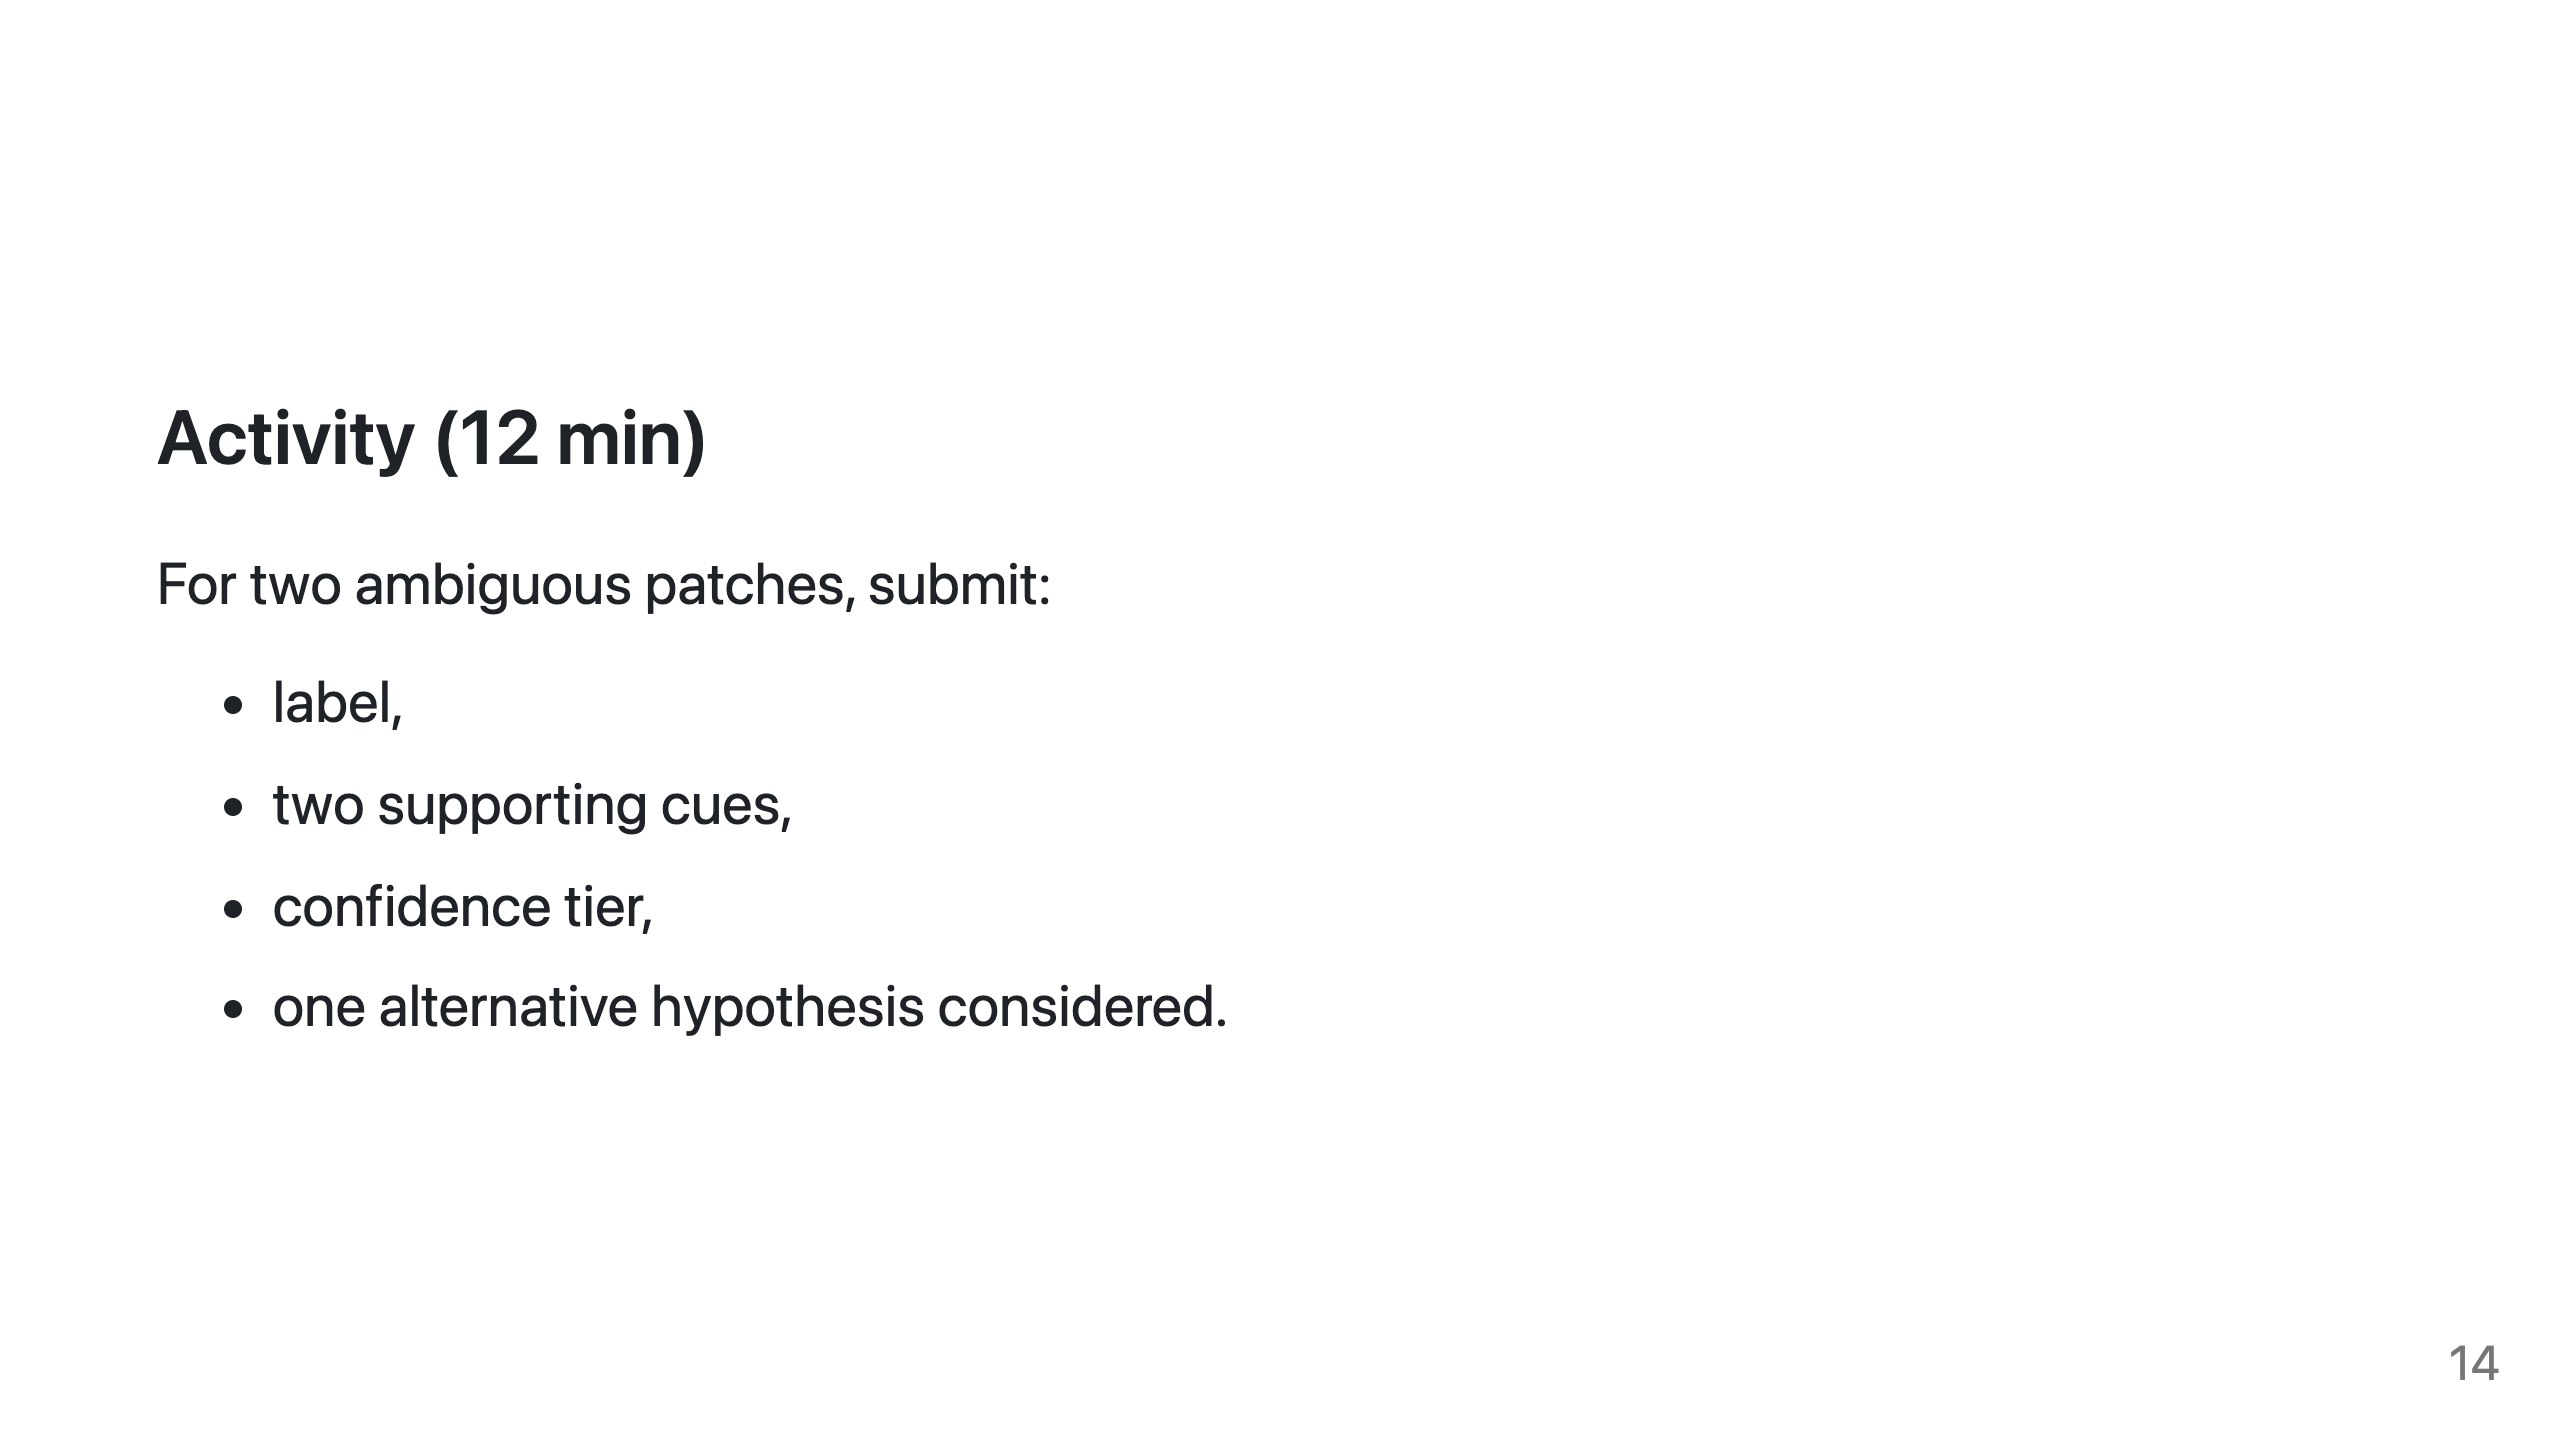 Activity (12 min)
For two ambiguous patches, submit:
• label,
• two supporting cues,
• confidence tier,
• one alternative hypothesis considered.
14